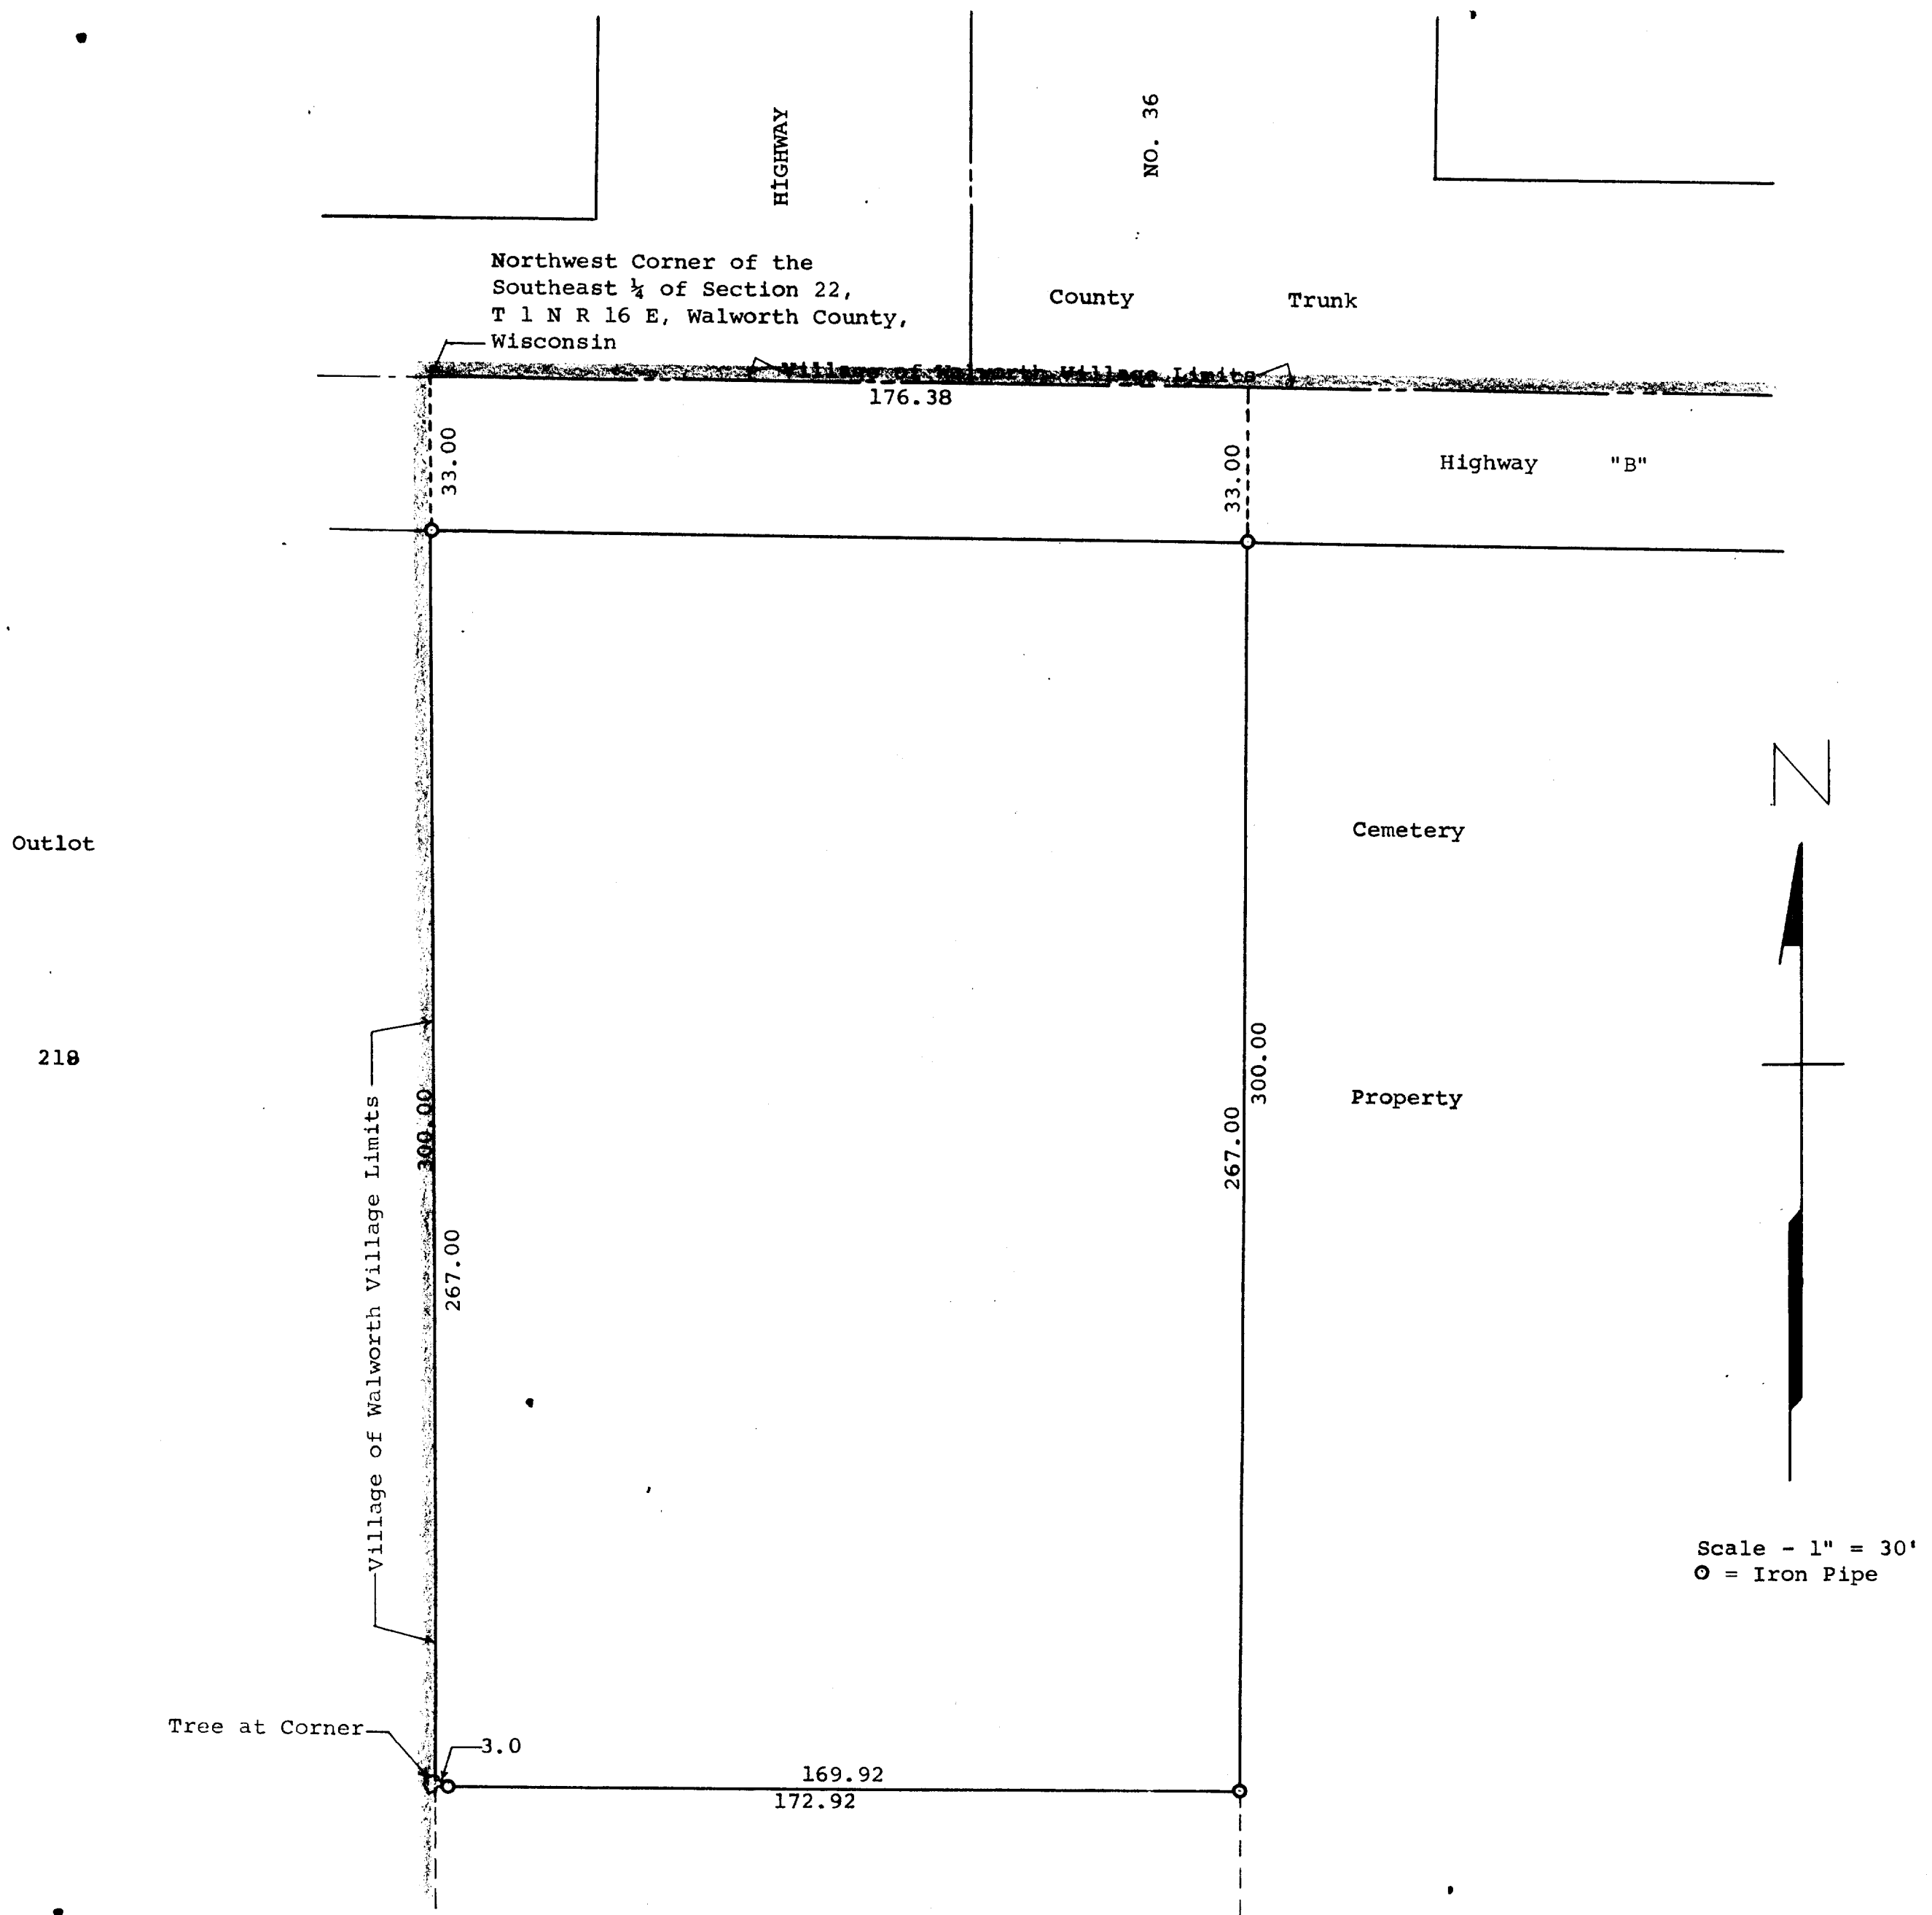 HIGHWAY
NO. 36
Northwest Corner of the
Southeast ¼ of Section 22,
T 1 N R 16 E, Walworth County,
Wisconsin
County Trunk
Village of Walworth Village Limits
176.38
33.00
33.00
Highway "B"
N
Outlot
Cemetery
218
300.00
Property
Village of Walworth Village Limits
300.00
267.00
267.00
Scale - 1" = 30'
= Iron Pipe
Tree at Corner
3.0
169.92
172.92